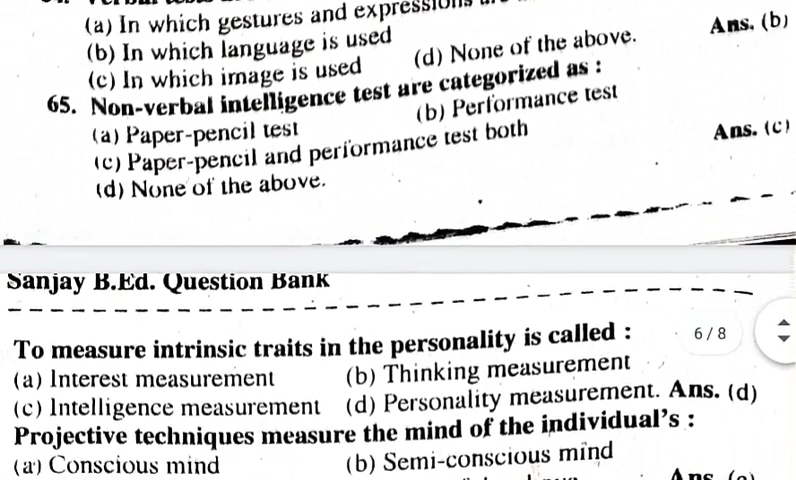 (a) In which gestures and expressions
(b) In which language is used
(c) In which image is used (d) None of the above. Ans. (b)
65. Non-verbal intelligence test are categorized as :
(a) Paper-pencil test (b) Performance test
(c) Paper-pencil and performance test both Ans. (c)
(d) None of the above.
Sanjay B.Ed. Question Bank
6 / 8
To measure intrinsic traits in the personality is called :
(a) Interest measurement (b) Thinking measurement
(c) Intelligence measurement (d) Personality measurement. Ans. (d)
Projective techniques measure the mind of the individual's :
(a) Conscious mind (b) Semi-conscious mind
Ans.